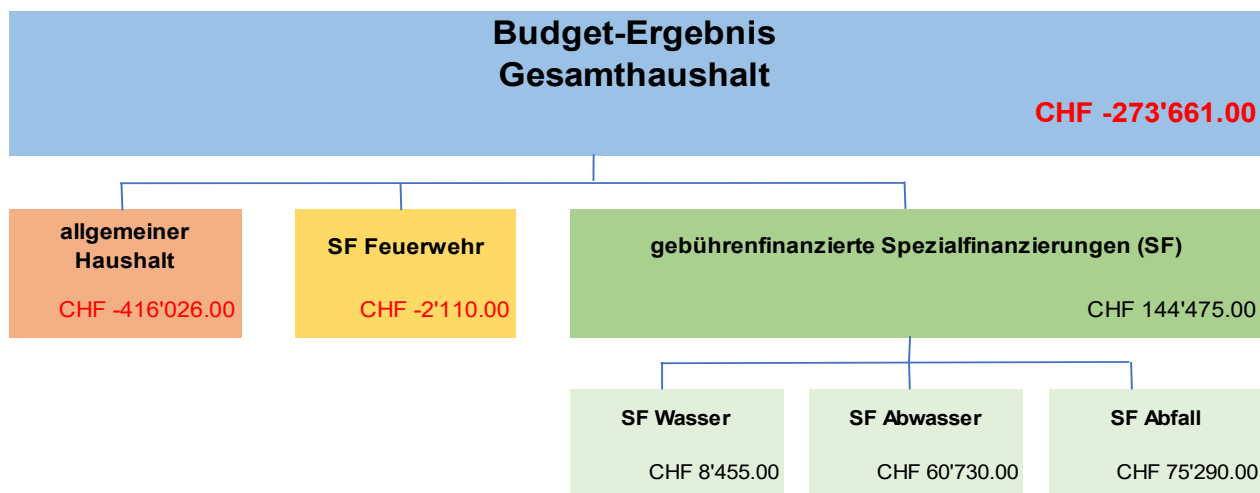 Budget-Ergebnis
Gesamthaushalt
CHF -273'661.00
allgemeiner
Haushalt
CHF -416'026.00
SF Feuerwehr
CHF -2'110.00
gebührenfinanzierte Spezialfinanzierungen (SF)
CHF 144'475.00
SF Wasser
CHF 8'455.00
SF Abwasser
CHF 60'730.00
SF Abfall
CHF 75'290.00